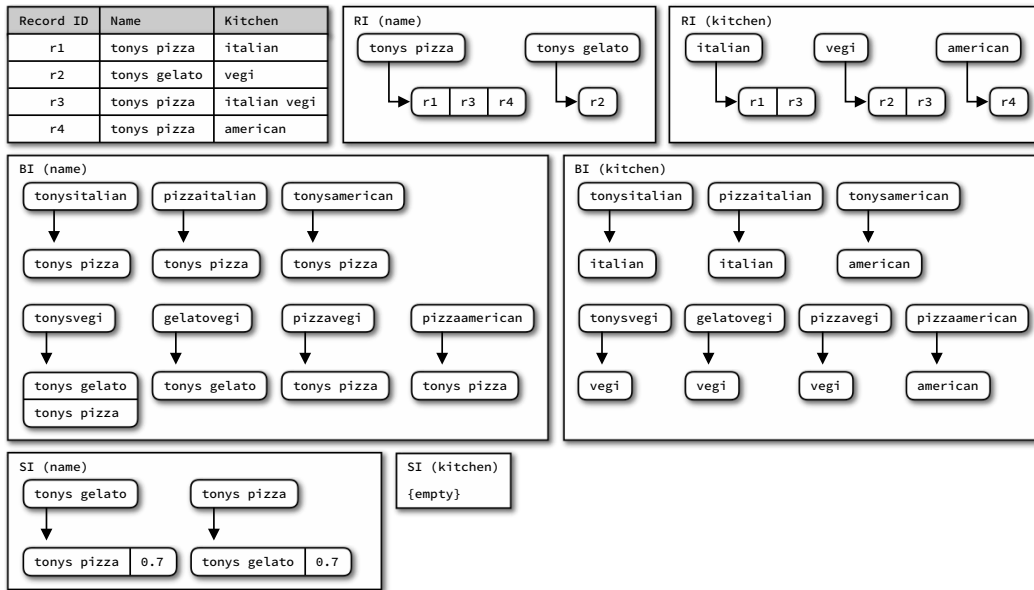 Record ID Name Kitchen
r1 tonys pizza italian
r2 tonys gelato vegi
r3 tonys pizza italian vegi
r4 tonys pizza american
RI (name)
tonys pizza tonys gelato
r1 r3 r4 r2
RI (kitchen)
italian vegi american
r1 r3 r2 r3 r4
BI (name)
tonysitalian pizzaitalian tonysamerican
tonys pizza tonys pizza tonys pizza
tonysvegi gelatovegi pizzavegi pizzaamerican
tonys gelato tonys gelato tonys pizza tonys pizza
tonys pizza
BI (kitchen)
tonysitalian pizzaitalian tonysamerican
italian italian american
tonysvegi gelatovegi pizzavegi pizzaamerican
vegi vegi vegi american
SI (name)
tonys gelato tonys pizza
tonys pizza 0.7 tonys gelato 0.7
SI (kitchen)
{empty}